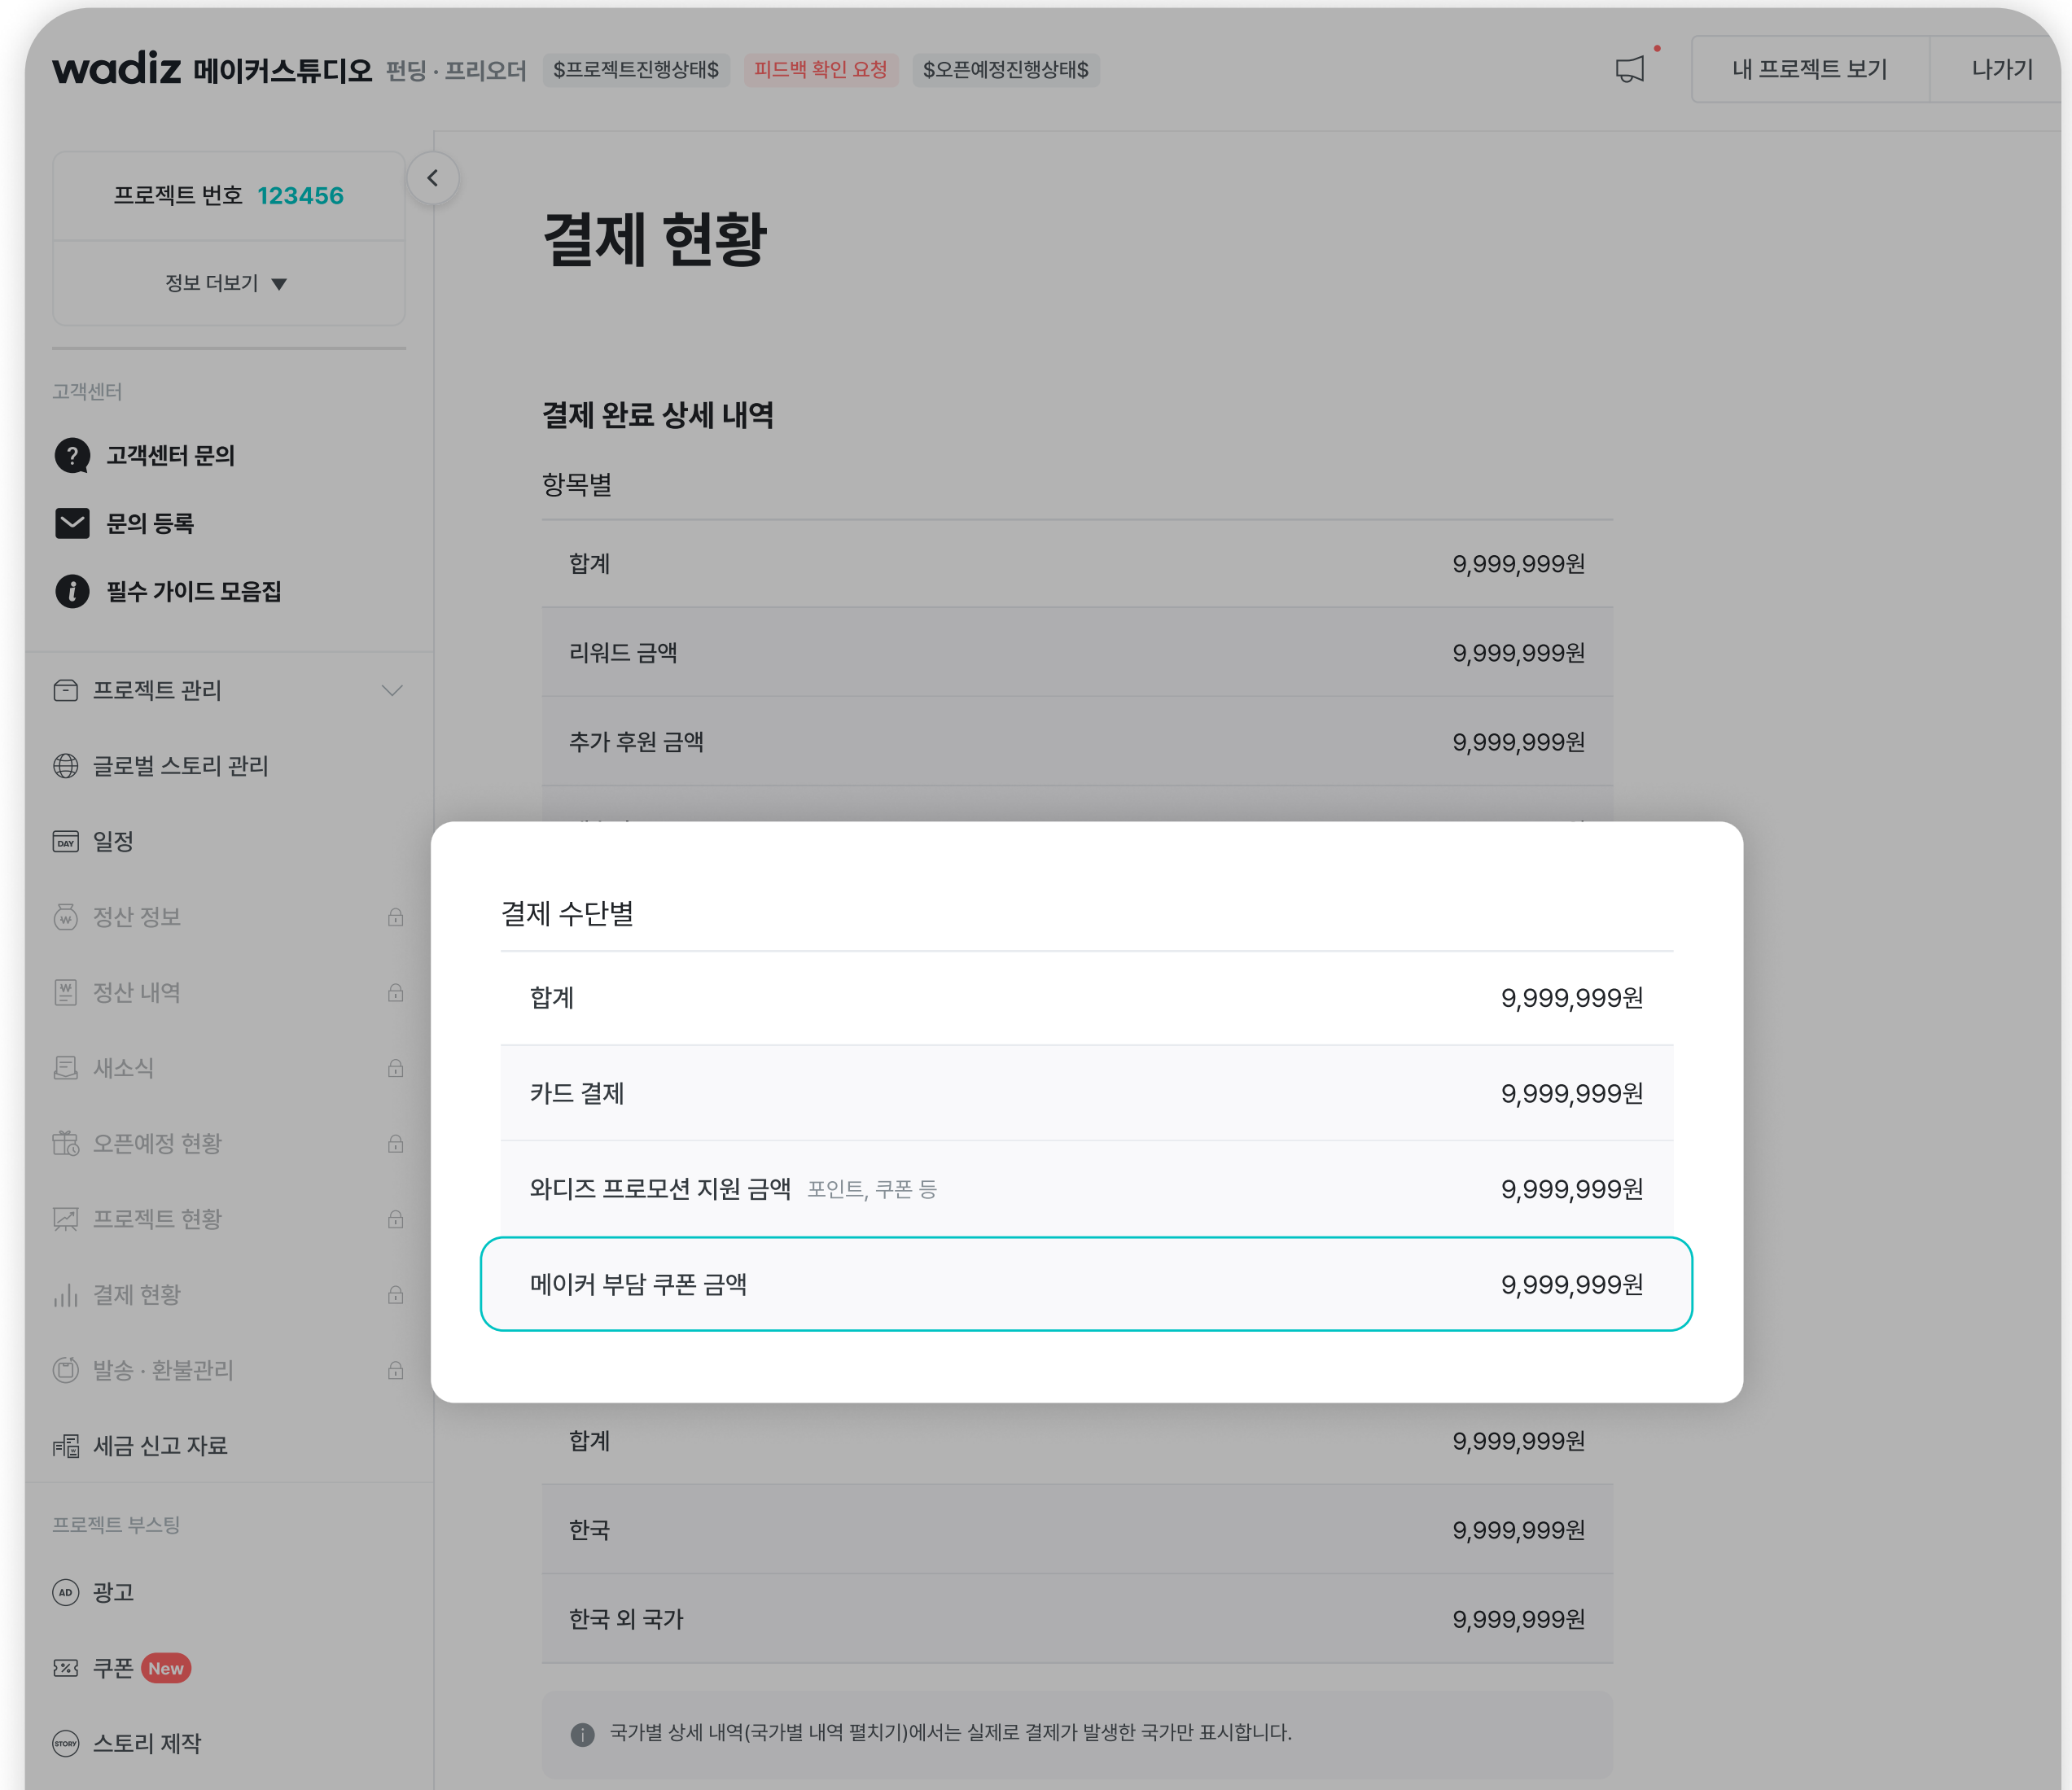 wadiz 메이커스튜디오 펀딩 · 프리오더 $프로젝트진행상태$ 피드백 확인 요청 $오픈예정진행상태$ 내 프로젝트 보기 나가기
프로젝트 번호 123456
정보 더보기 ▼
고객센터
고객센터 문의
문의 등록
필수 가이드 모음집
프로젝트 관리
글로벌 스토리 관리
DAY 일정
정산 정보
정산 내역
새소식
오픈예정 현황
프로젝트 현황
결제 현황
발송 · 환불관리
세금 신고 자료
프로젝트 부스팅
AD 광고
쿠폰 New
STORY 스토리 제작
결제 현황
결제 완료 상세 내역
항목별
합계 9,999,999원
리워드 금액 9,999,999원
추가 후원 금액 9,999,999원
결제 수단별
합계 9,999,999원
카드 결제 9,999,999원
와디즈 프로모션 지원 금액 포인트, 쿠폰 등 9,999,999원
메이커 부담 쿠폰 금액 9,999,999원
합계 9,999,999원
한국 9,999,999원
한국 외 국가 9,999,999원
국가별 상세 내역(국가별 내역 펼치기)에서는 실제로 결제가 발생한 국가만 표시합니다.